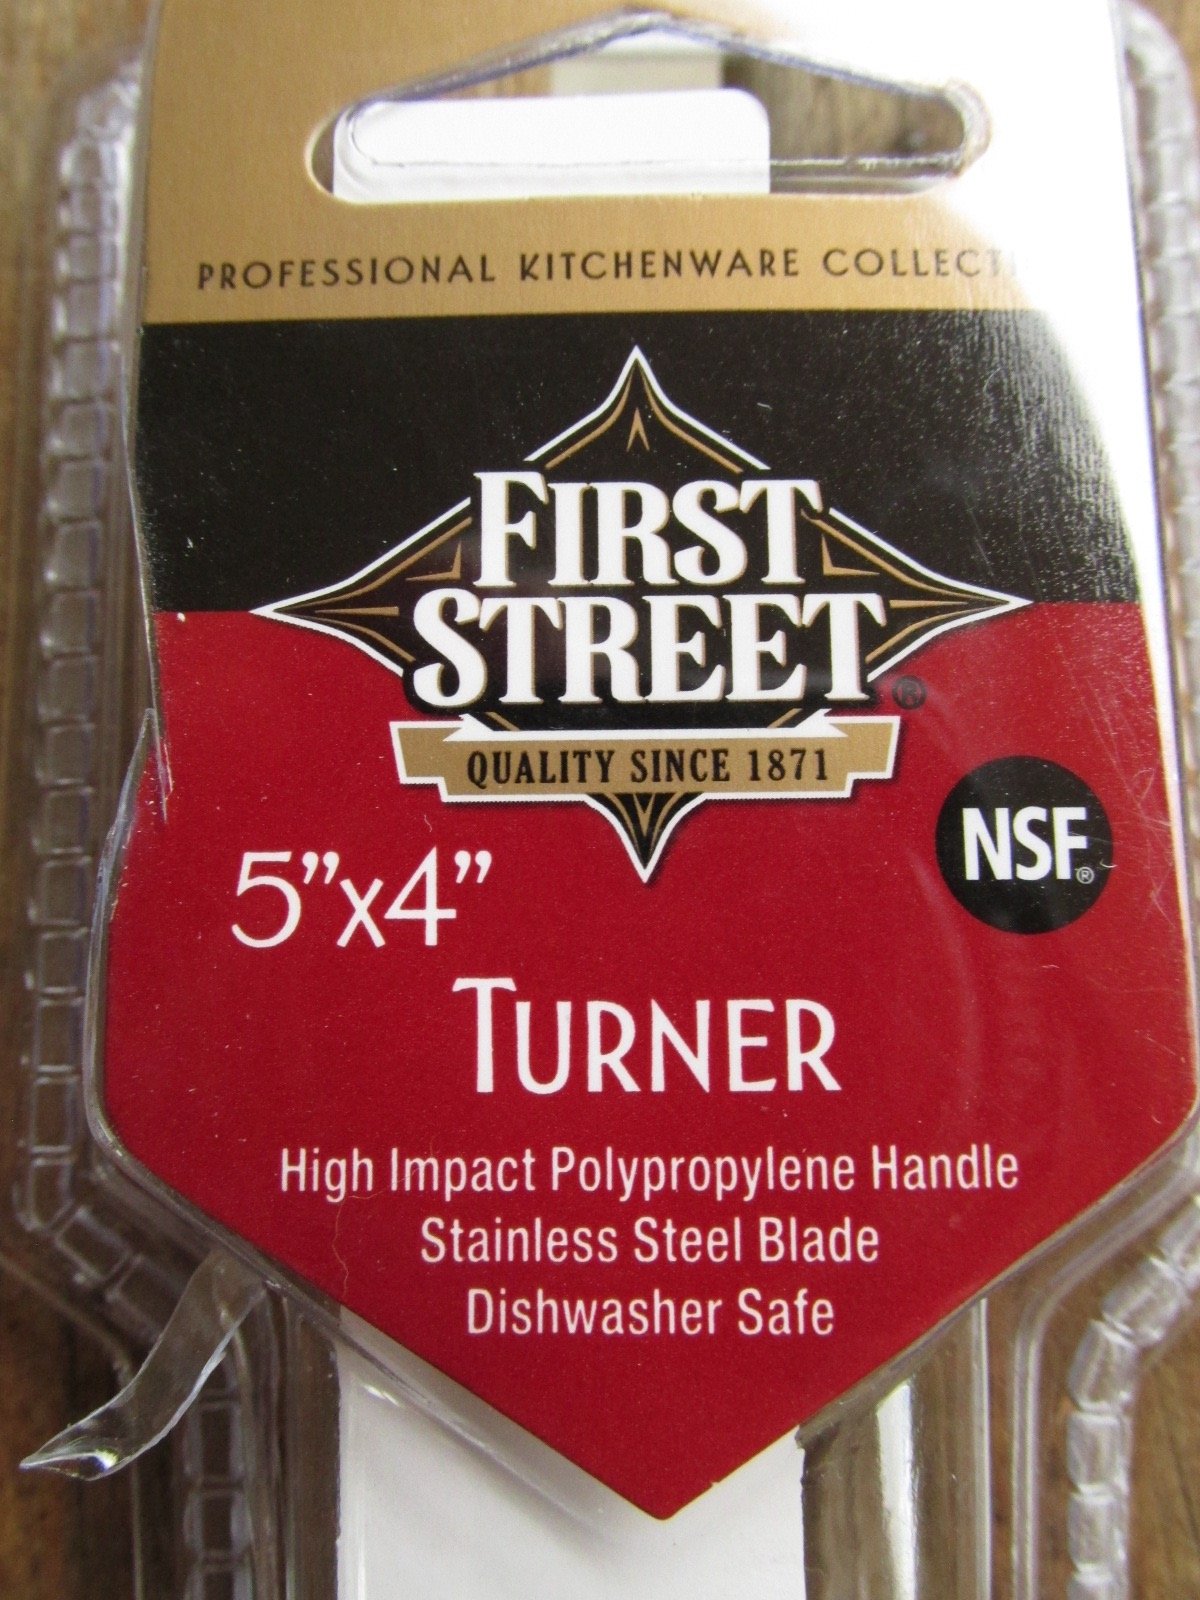 PROFESSIONAL KITCHENWARE
FIRST
STREET®
QUALITY SINCE 1871
NSF®
5”x4”
TURNER
High Impact Polypropylene Handle
Stainless Steel Blade
Dishwasher Safe